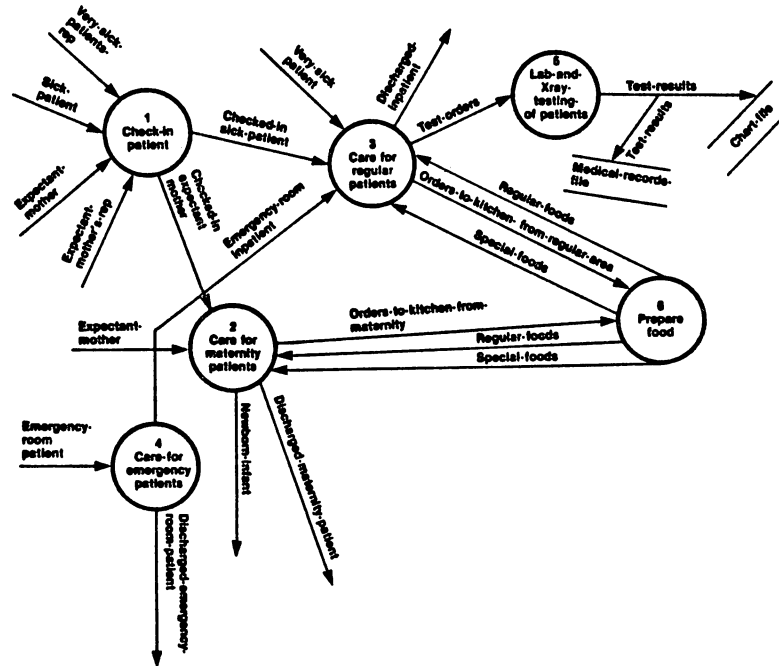 Very-sick-
patients-
rep
Sick-
patient
Expectant-
mother
Expectant-
mother's-rep
1
Check-in
patient
Checked-in
sick-patient
Checked-in
expectant
mother
Very-sick
patient
Discharged-
inpatient
3
Care for
regular
patients
Test-orders
5
Lab-and-
Xray-
testing-
of patients
Test-results
Test-results
Chart-file
Medical-records-
file
Emergency-room
inpatient
Regular-foods
Orders-to-kitchen-from-regular-area
Special-foods
6
Prepare
food
Expectant-
mother
2
Care for
maternity
patients
Orders-to-kitchen-from-
maternity
Regular-foods
Special-foods
Emergency-
room
patient
4
Care-for
emergency
patients
Newborn-infant
Discharged-maternity-patient
Discharged-emergency-
room-patient